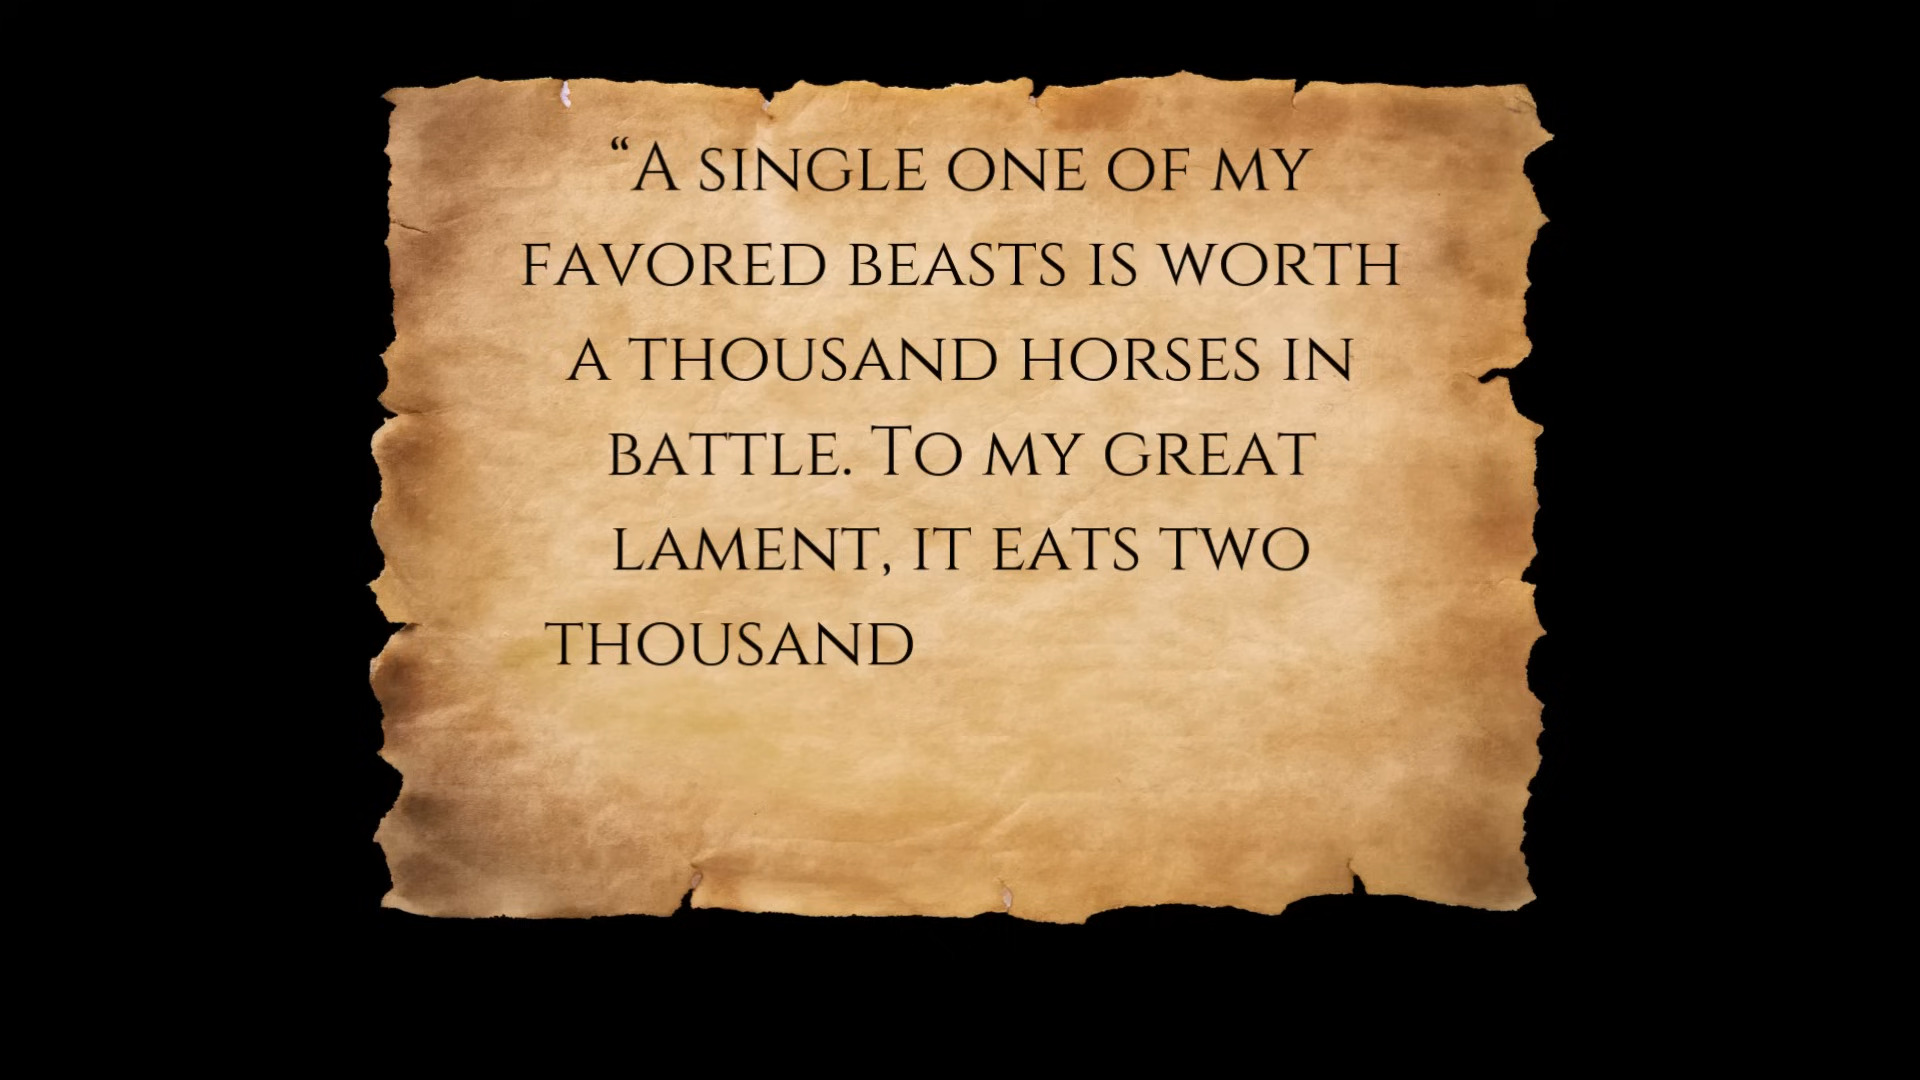 “A single one of my
favored beasts is worth
a thousand horses in
battle. To my great
lament, it eats two
thousand